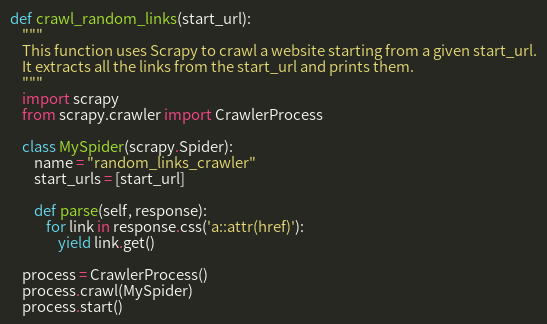 def crawl_random_links(start_url):
    """
    This function uses Scrapy to crawl a website starting from a given start_url.
    It extracts all the links from the start_url and prints them.
    """
    import scrapy
    from scrapy.crawler import CrawlerProcess

    class MySpider(scrapy.Spider):
        name = "random_links_crawler"
        start_urls = [start_url]

        def parse(self, response):
            for link in response.css('a::attr(href)'):
                yield link.get()

    process = CrawlerProcess()
    process.crawl(MySpider)
    process.start()